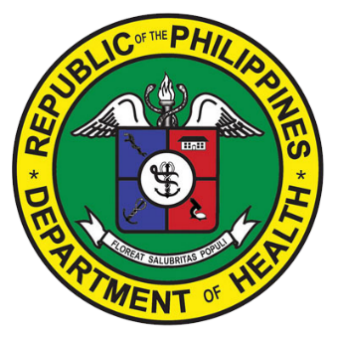 REPUBLIC OF THE PHILIPPINES
* DEPARTMENT OF HEALTH *
FLOREAT SALUBRITAS POPULI